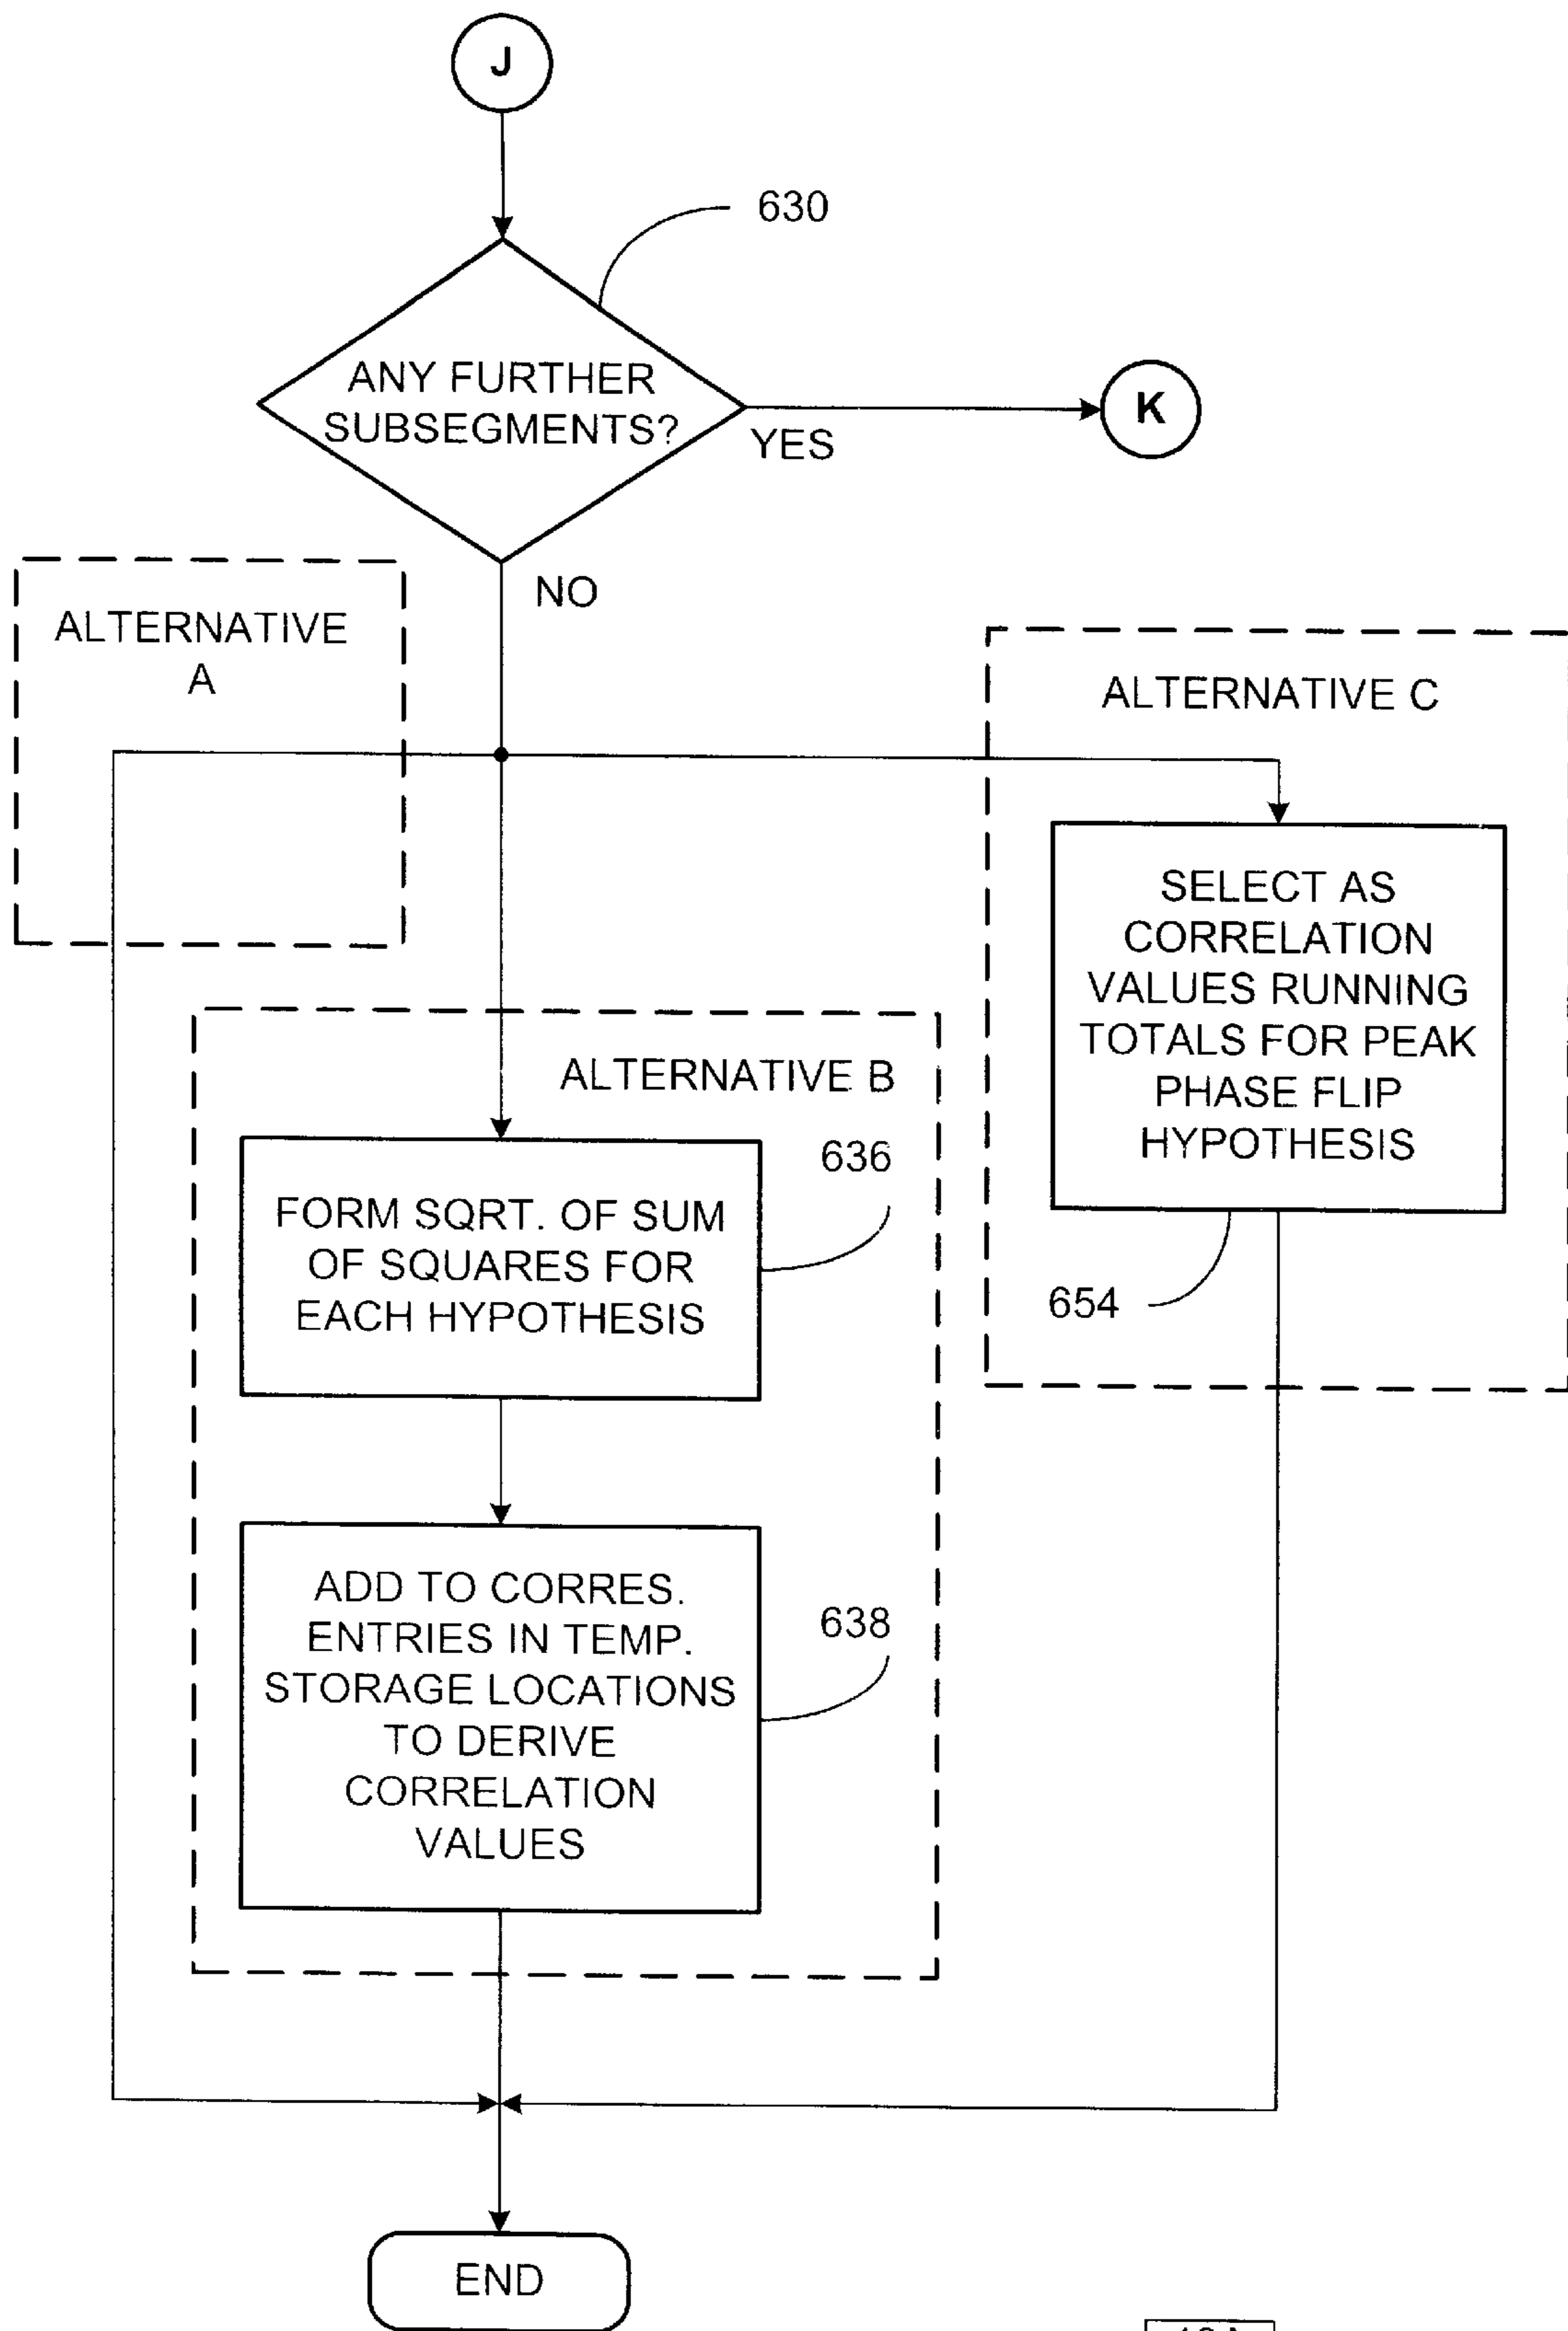 J
630
ANY FURTHER
SUBSEGMENTS?
YES
K
NO
ALTERNATIVE
A
ALTERNATIVE C
SELECT AS
CORRELATION
VALUES RUNNING
TOTALS FOR PEAK
PHASE FLIP
HYPOTHESIS
654
ALTERNATIVE B
636
FORM SQRT. OF SUM
OF SQUARES FOR
EACH HYPOTHESIS
638
ADD TO CORRES.
ENTRIES IN TEMP.
STORAGE LOCATIONS
TO DERIVE
CORRELATION
VALUES
END